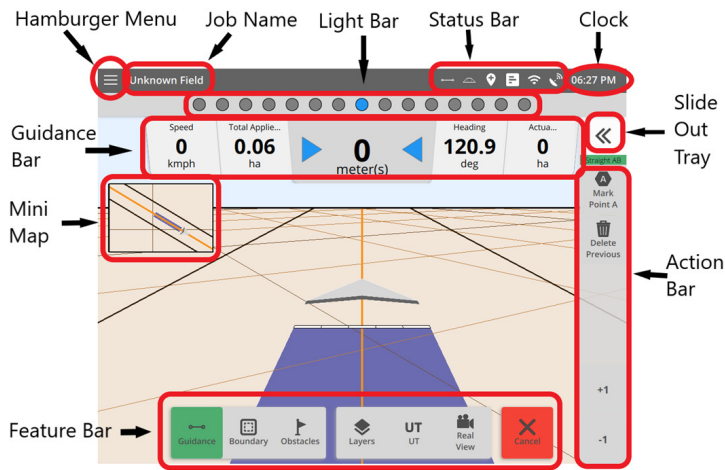 Hamburger Menu
Job Name
Light Bar
Status Bar
Clock
Unknown Field
06:27 PM
Guidance
Bar
Speed
0
kmph
Total Applie...
0.06
ha
0
meter(s)
Heading
120.9
deg
Actua...
0
ha
Slide
Out
Tray
Straight AB
A
Mark
Point A
Delete
Previous
Mini
Map
Action
Bar
+1
-1
Feature Bar
Guidance
Boundary
Obstacles
Layers
UT
UT
Real
View
Cancel